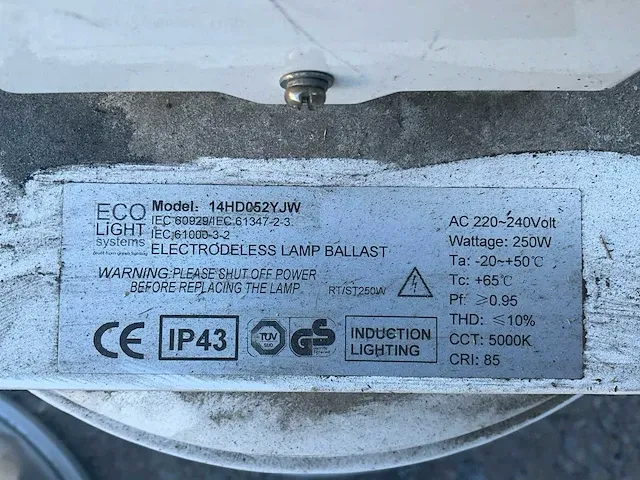 ECO
LiGHT
systems
Model: 14HD052YJW
IEC 60929/IEC 61347-2-3.
IEC 61000-3-2
ELECTRODELESS LAMP BALLAST
WARNING:PLEASE SHUT OFF POWER
BEFORE REPLACING THE LAMP.
RT/ST250W
AC 220~240Volt
Wattage: 250W
Ta: -20~+50℃
Tc: +65℃
Pf: ≥0.95
THD: ≤10%
CCT: 5000K
CRI: 85
CE
IP43
TÜV
SÜD
GS
INDUCTION
LIGHTING